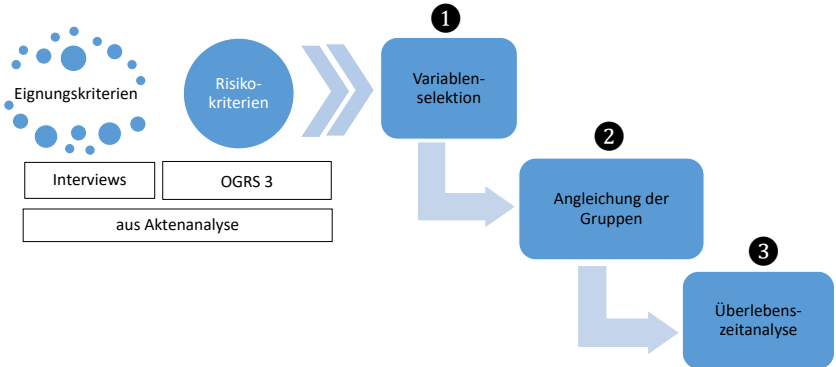 Eignungskriterien
Risiko-
kriterien
Interviews
OGRS 3
aus Aktenanalyse
1
Variablen-
selektion
2
Angleichung der
Gruppen
3
Überlebens-
zeitanalyse